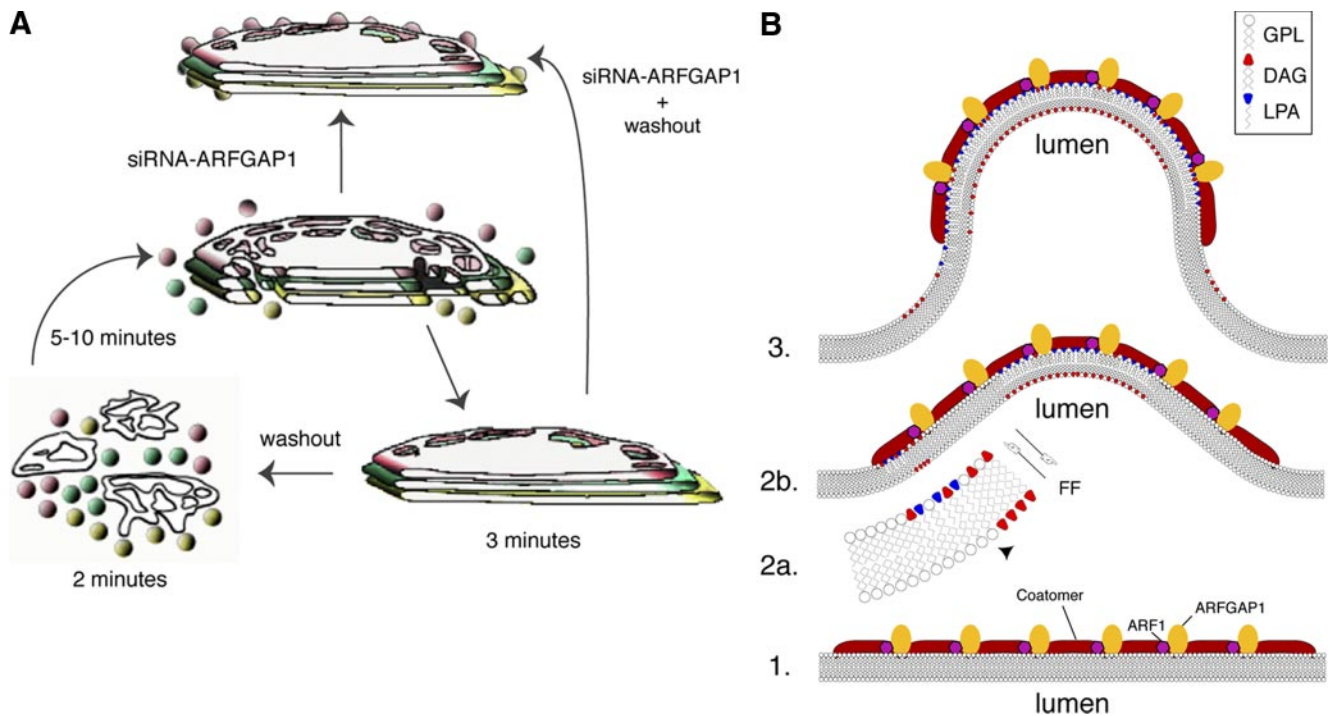 A
siRNA-ARFGAP1
siRNA-ARFGAP1
+
washout
5-10 minutes
washout
2 minutes
3 minutes
B
GPL
DAG
LPA
lumen
3.
lumen
2b.
FF
2a.
Coatomer
ARF1
ARFGAP1
1.
lumen